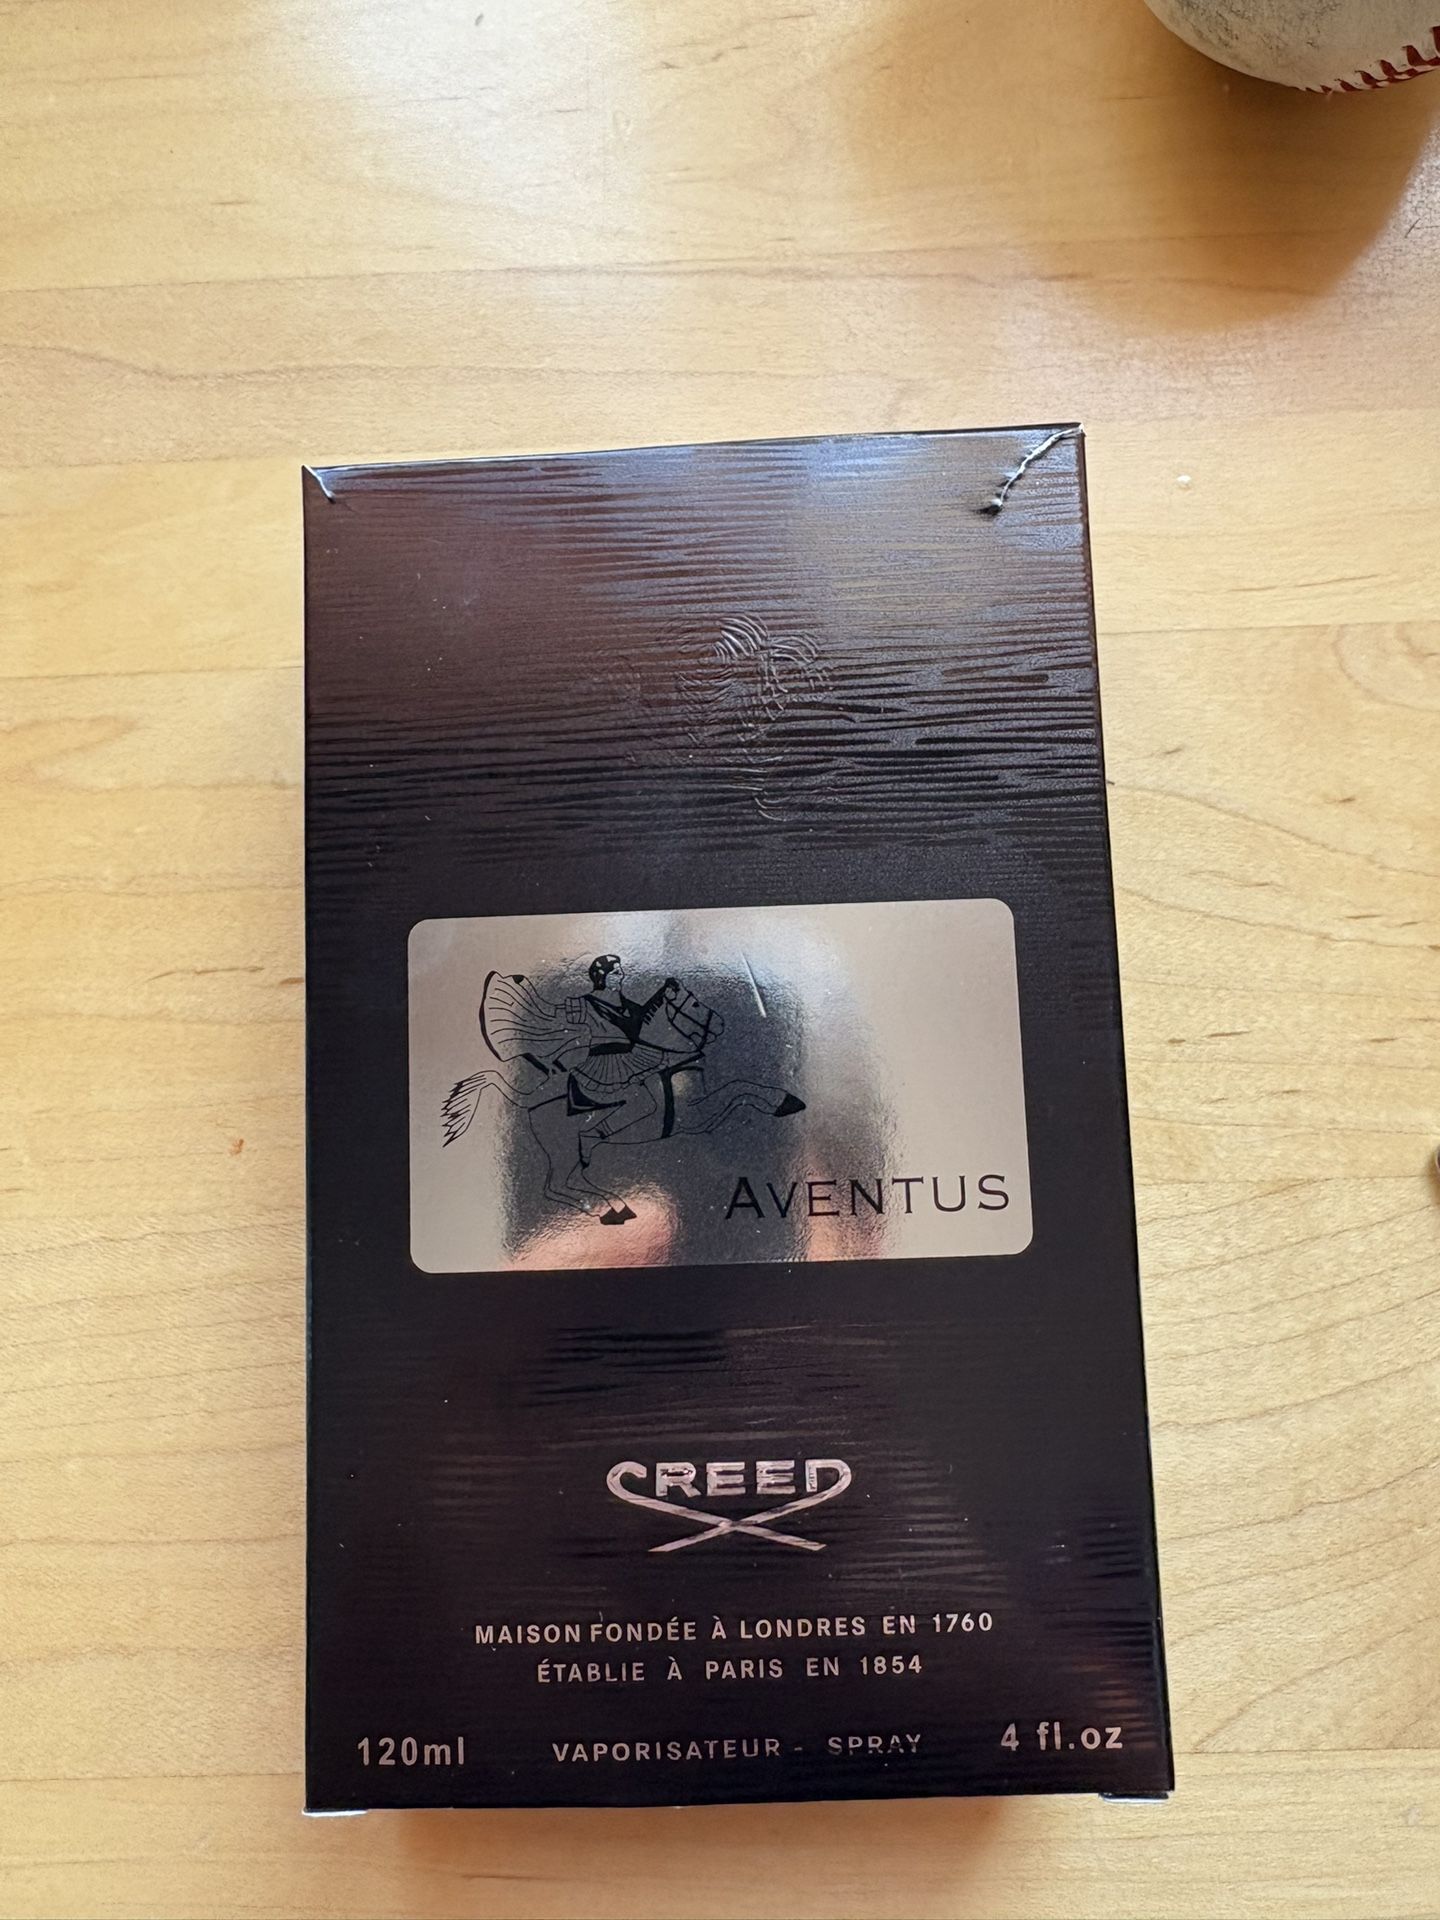 AVENTUS
CREED
MAISON FONDÉE À LONDRES EN 1760
ÉTABLIE À PARIS EN 1854
120ml VAPORISATEUR - SPRAY 4 fl.oz